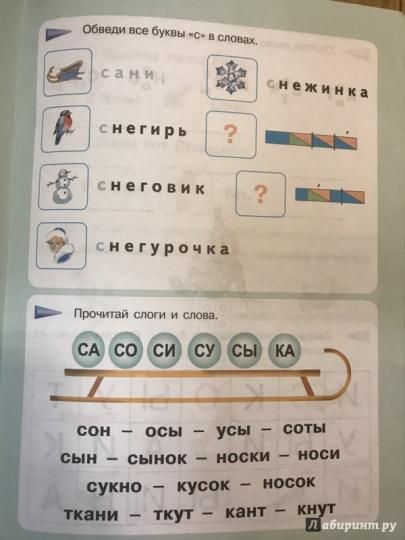 Обведи все буквы «с» в словах.
сани
снежинка
снегирь
?
снеговик
?
снегурочка
Прочитай слоги и слова.
СА СО СИ СУ СЫ КА
сон – осы – усы – соты
сын – сынок – носки – носи
сукно – кусок – носок
ткани – ткут – кант – кнут
Лабиринт.ру